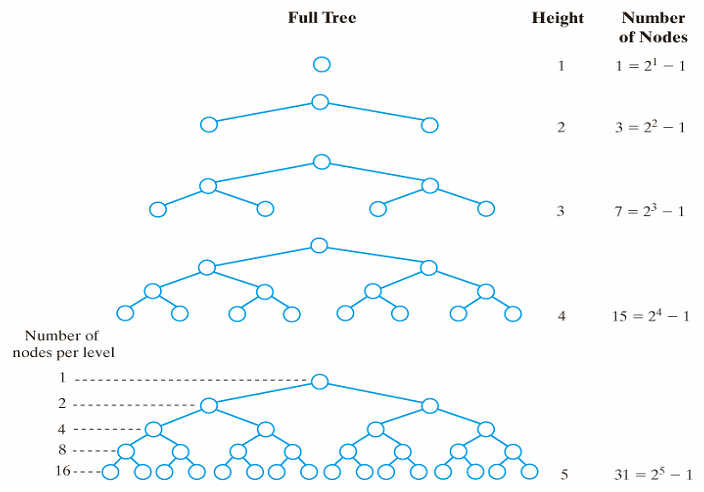 Full Tree Height Number
of Nodes
1 1 = 2¹ − 1
2 3 = 2² − 1
3 7 = 2³ − 1
4 15 = 2⁴ − 1
Number of
nodes per level
1
2
4
8
16 5 31 = 2⁵ − 1